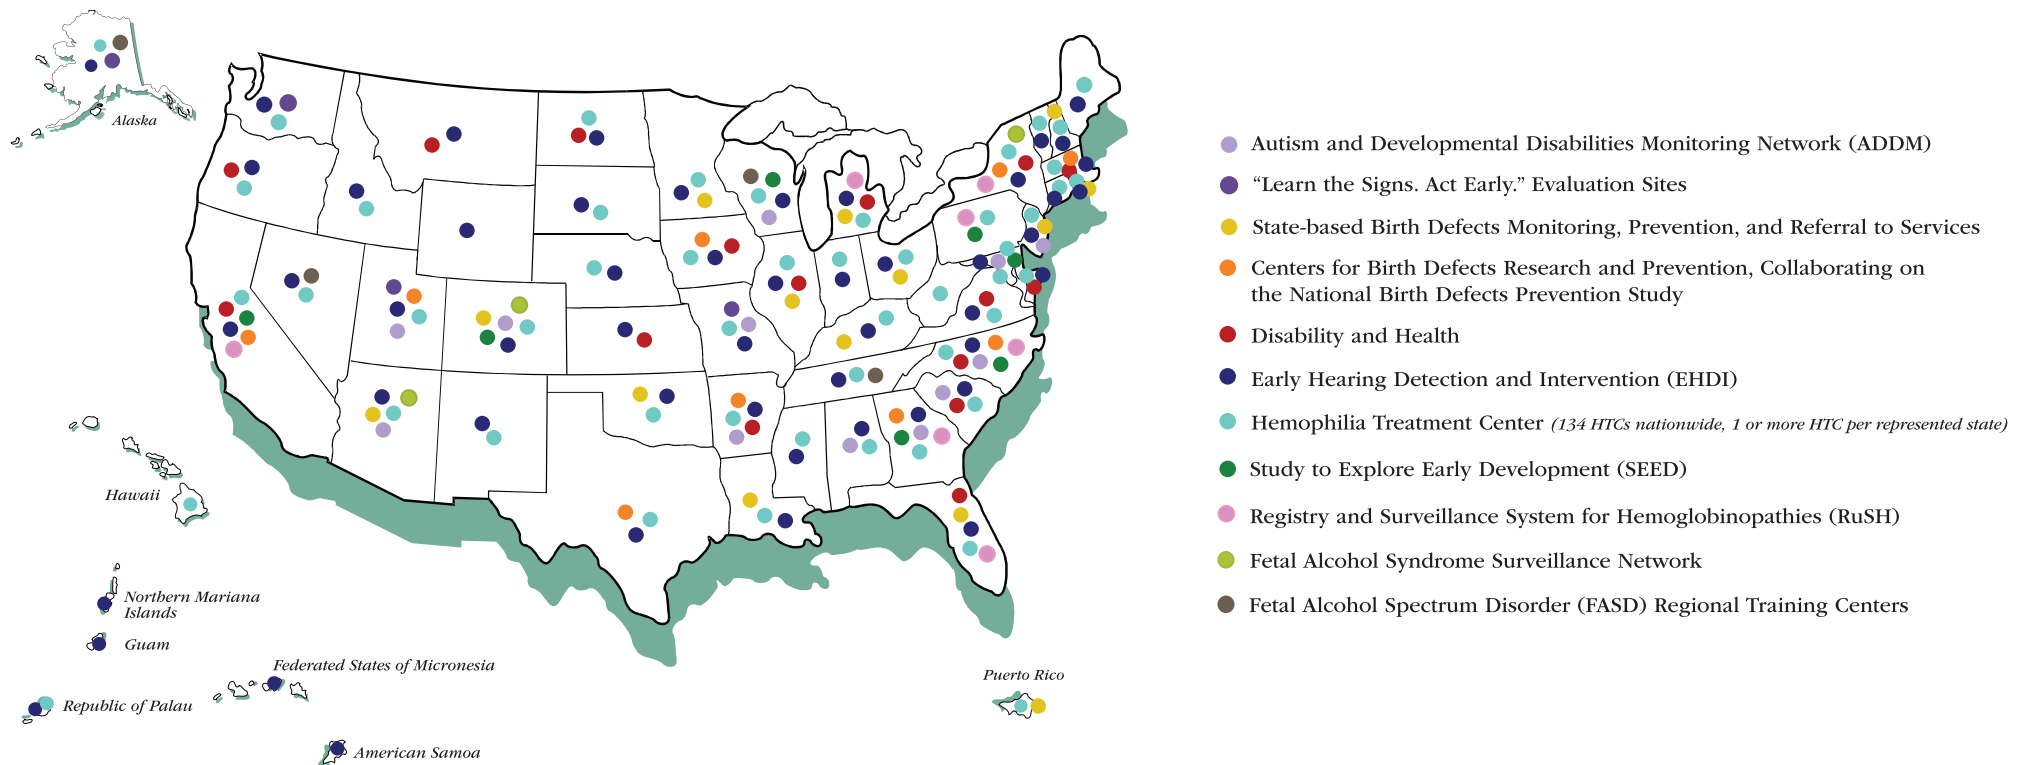 Alaska
Hawaii
Northern Mariana
Islands
Guam
Federated States of Micronesia
Republic of Palau
American Samoa
Puerto Rico
Autism and Developmental Disabilities Monitoring Network (ADDM)
“Learn the Signs. Act Early.” Evaluation Sites
State-based Birth Defects Monitoring, Prevention, and Referral to Services
Centers for Birth Defects Research and Prevention, Collaborating on
the National Birth Defects Prevention Study
Disability and Health
Early Hearing Detection and Intervention (EHDI)
Hemophilia Treatment Center (134 HTCs nationwide, 1 or more HTC per represented state)
Study to Explore Early Development (SEED)
Registry and Surveillance System for Hemoglobinopathies (RuSH)
Fetal Alcohol Syndrome Surveillance Network
Fetal Alcohol Spectrum Disorder (FASD) Regional Training Centers